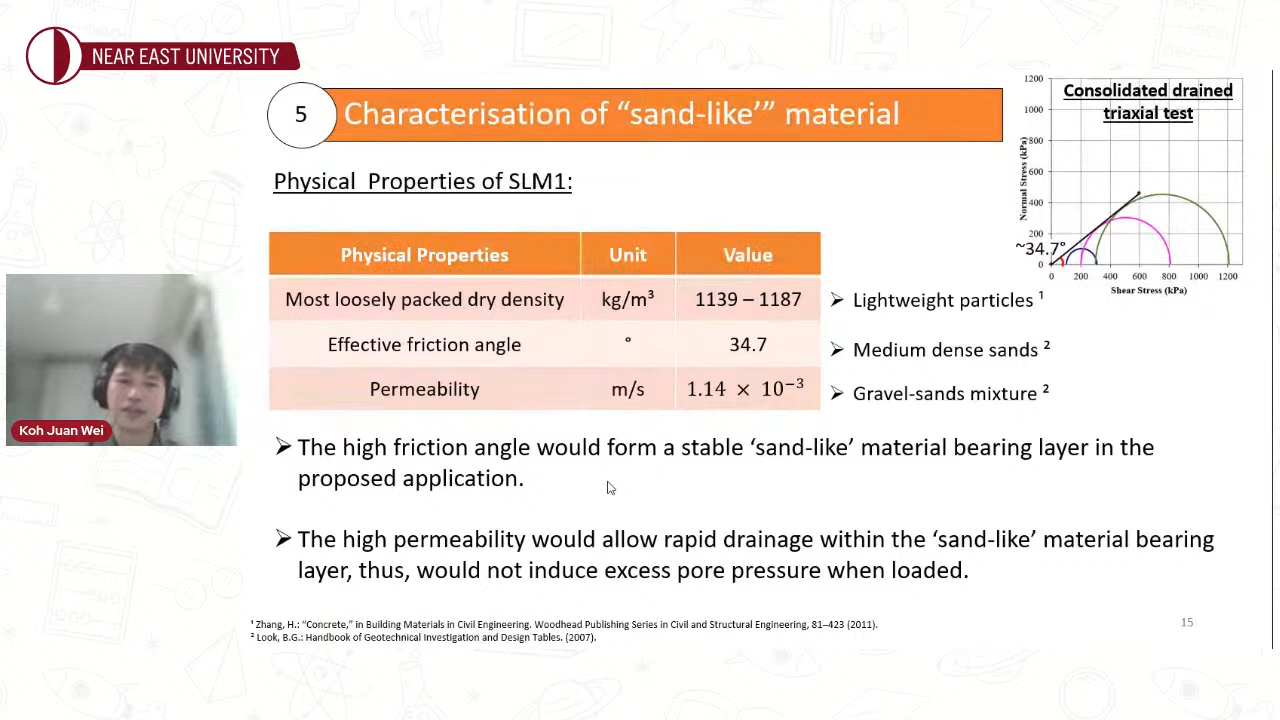 NEAR EAST UNIVERSITY
5
Characterisation of “sand-like’” material
Physical Properties of SLM1:
Physical Properties Unit Value
Most loosely packed dry density kg/m³ 1139 – 1187
Effective friction angle ° 34.7
Permeability m/s 1.14 × 10⁻³
➢ Lightweight particles ¹
➢ Medium dense sands ²
➢ Gravel-sands mixture ²
Consolidated drained
triaxial test
Normal Stress (kPa)
1200
1000
800
600
400
200
0
~34.7°
0 200 400 600 800 1000 1200
Shear Stress (kPa)
Koh Juan Wei
➢ The high friction angle would form a stable ‘sand-like’ material bearing layer in the
proposed application.
➢ The high permeability would allow rapid drainage within the ‘sand-like’ material bearing
layer, thus, would not induce excess pore pressure when loaded.
¹ Zhang, H.: “Concrete,” in Building Materials in Civil Engineering. Woodhead Publishing Series in Civil and Structural Engineering, 81–423 (2011).
² Look, B.G.: Handbook of Geotechnical Investigation and Design Tables. (2007).
15